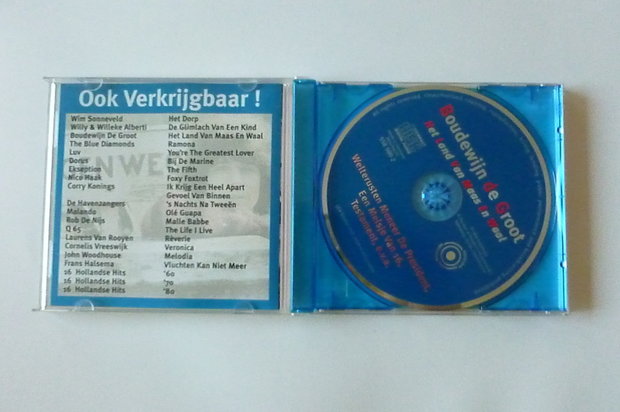 Ook Verkrijgbaar !
Wim Sonneveld Het Dorp
Willy & Willeke Alberti De Glimlach Van Een Kind
Boudewijn De Groot Het Land Van Maas En Waal
The Blue Diamonds Ramona
Luv You're The Greatest Lover
Dorus Bij De Marine
Ekseption The Fifth
Nico Haak Foxy Foxtrot
Corry Konings Ik Krijg Een Heel Apart
Gevoel Van Binnen
De Havenzangers 's Nachts Na Tweeën
Malando Olé Guapa
Rob De Nijs Malle Babbe
Q 65 The Life I Live
Laurens Van Rooyen Rèverie
Cornelis Vreeswijk Veronica
John Woodhouse Melodia
Frans Halsema Vluchten Kan Niet Meer
16 Hollandse Hits '60
16 Hollandse Hits '70
16 Hollandse Hits '80
Boudewijn de Groot
Het Land Van Maas En Waal
Welterusten Meneer De President,
Een Meisje Van 16,
Testament, e.v.a.